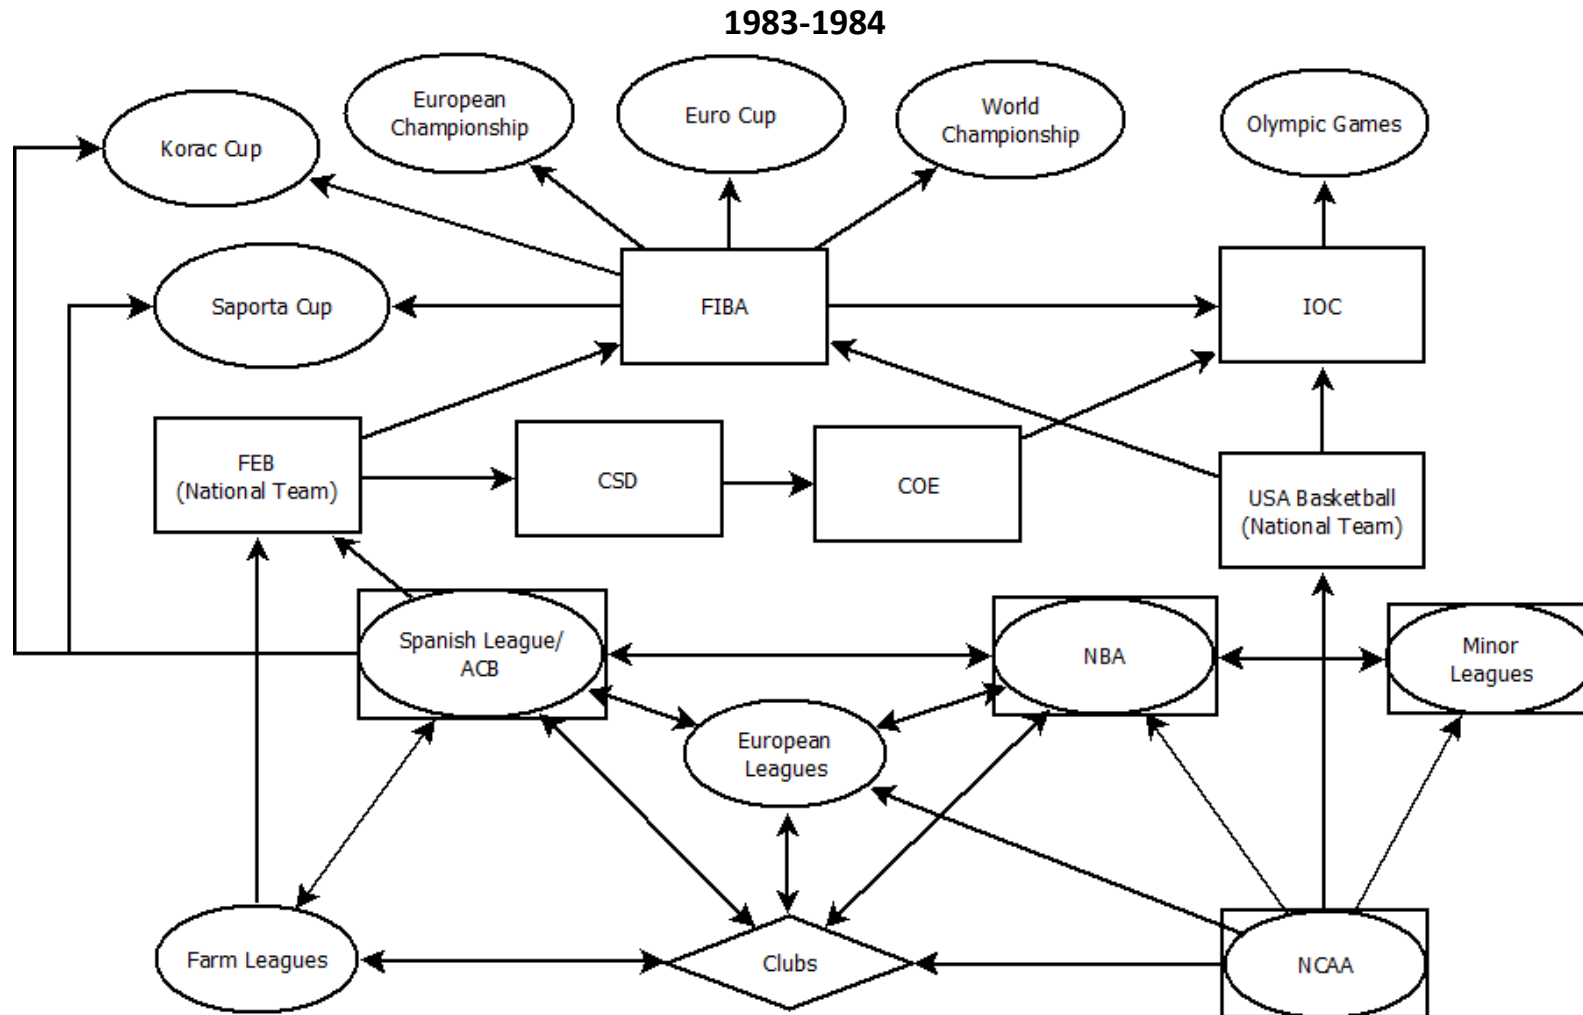 1983-1984
European
Championship
Euro Cup
World
Championship
Olympic Games
Korac Cup
Saporta Cup
FIBA
IOC
FEB
(National Team)
CSD
COE
USA Basketball
(National Team)
Spanish League/
ACB
NBA
Minor
Leagues
European
Leagues
Farm Leagues
Clubs
NCAA